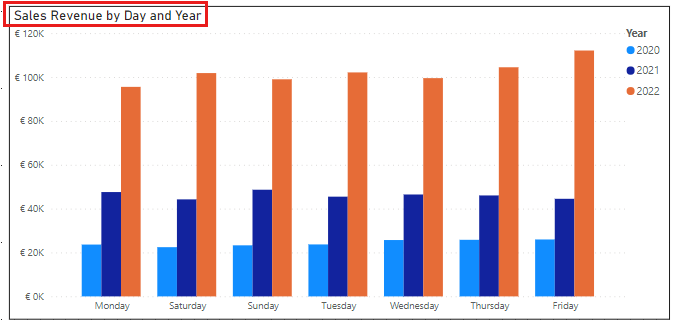 Sales Revenue by Day and Year
Year
2020
2021
2022
€ 120K
€ 100K
€ 80K
€ 60K
€ 40K
€ 20K
€ 0K
Monday Saturday Sunday Tuesday Wednesday Thursday Friday